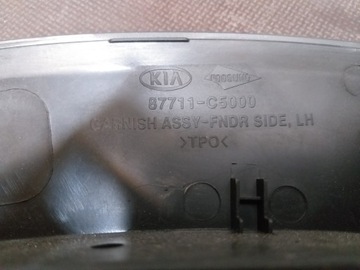 KIA
87711-C5000
GARNISH ASSY-FNDR SIDE, LH
>TPO<
H